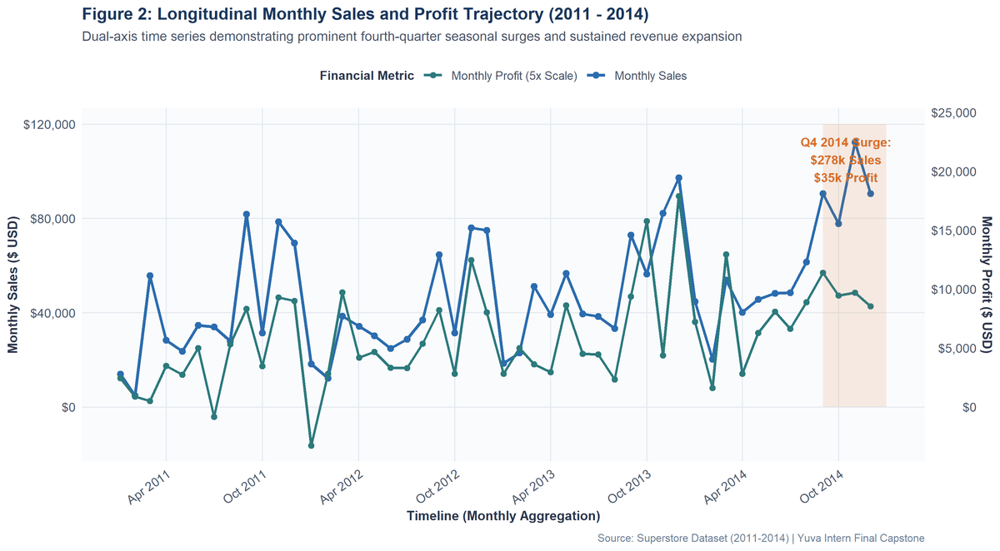 Figure 2: Longitudinal Monthly Sales and Profit Trajectory (2011 - 2014)
Dual-axis time series demonstrating prominent fourth-quarter seasonal surges and sustained revenue expansion
Financial Metric Monthly Profit (5x Scale) Monthly Sales
$120,000
$80,000
$40,000
$0
Monthly Sales ($ USD)
Q4 2014 Surge:
$278k Sales
$35k Profit
$25,000
$20,000
$15,000
$10,000
$5,000
$0
Monthly Profit ($ USD)
Apr 2011
Oct 2011
Apr 2012
Oct 2012
Apr 2013
Oct 2013
Apr 2014
Oct 2014
Timeline (Monthly Aggregation)
Source: Superstore Dataset (2011-2014) | Yuva Intern Final Capstone